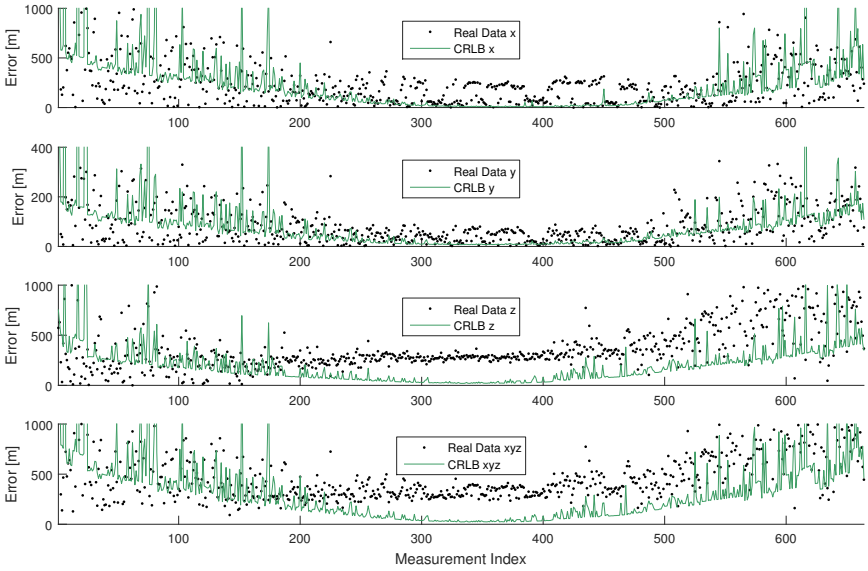 1000
500
0
Error [m]
Real Data x
CRLB x
100 200 300 400 500 600
400
200
0
Error [m]
Real Data y
CRLB y
100 200 300 400 500 600
1000
500
0
Error [m]
Real Data z
CRLB z
100 200 300 400 500 600
1000
500
0
Error [m]
Real Data xyz
CRLB xyz
100 200 300 400 500 600
Measurement Index